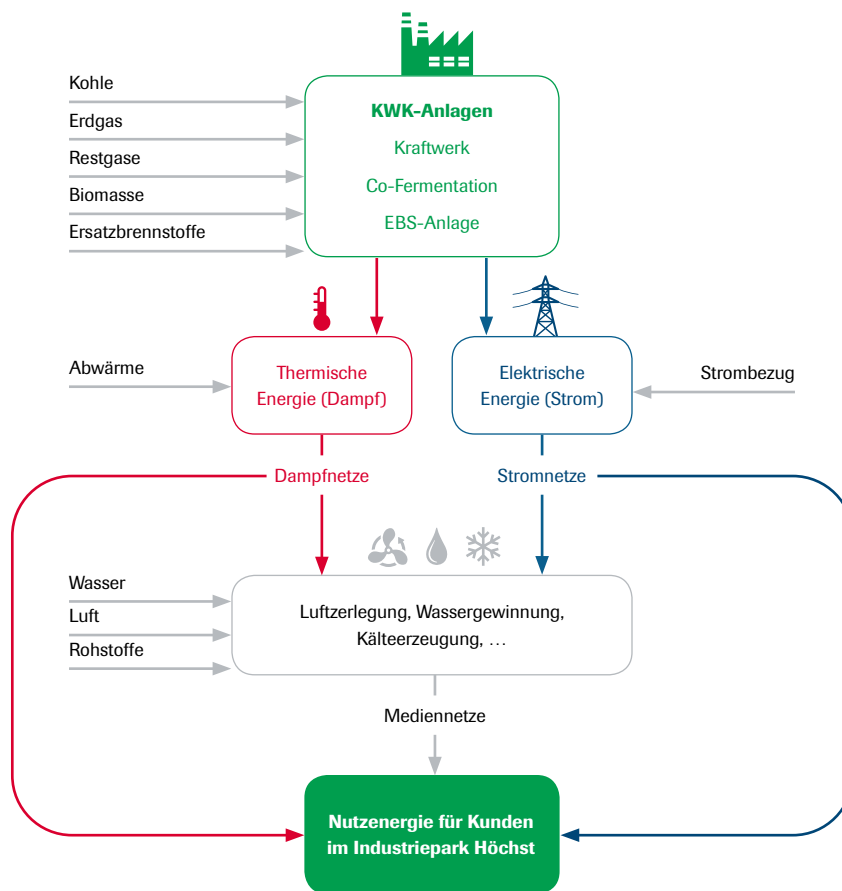 Kohle
Erdgas
Restgase
Biomasse
Ersatzbrennstoffe
KWK-Anlagen
Kraftwerk
Co-Fermentation
EBS-Anlage
Abwärme
Thermische
Energie (Dampf)
Elektrische
Energie (Strom)
Strombezug
Dampfnetze
Stromnetze
Wasser
Luft
Rohstoffe
Luftzerlegung, Wassergewinnung,
Kälteerzeugung, …
Mediennetze
Nutzenergie für Kunden
im Industriepark Höchst